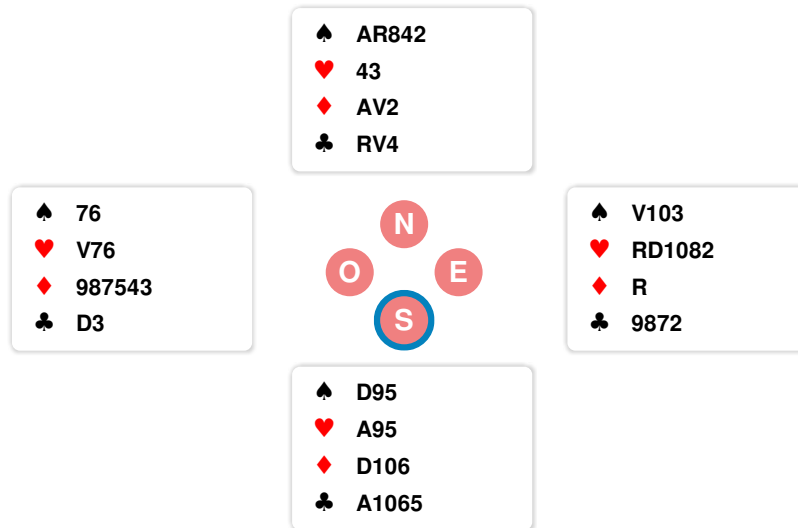 ♠ AR842
♥ 43
♦ AV2
♣ RV4
♠ 76
♥ V76
♦ 987543
♣ D3
N
O E
S
♠ V103
♥ RD1082
♦ R
♣ 9872
♠ D95
♥ A95
♦ D106
♣ A1065